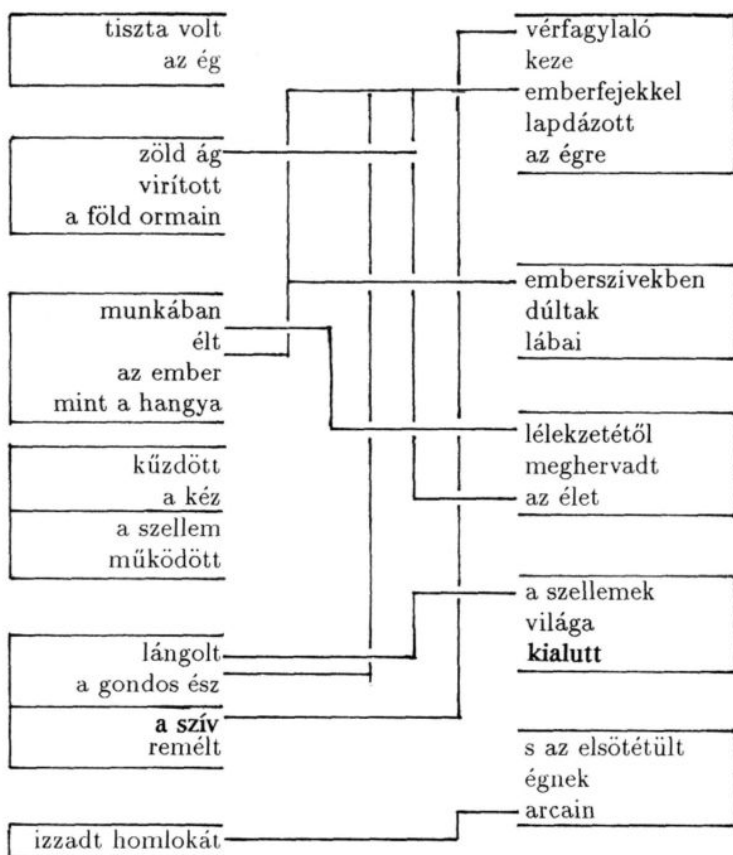 tiszta volt
az ég
zöld ág
virított
a föld ormain
munkában
élt
az ember
mint a hangya
kűzdött
a kéz
a szellem
működött
lángolt
a gondos ész
a szív
remélt
izzadt homlokát
vérfagylaló
keze
emberfejekkel
lapdázott
az égre
emberszivekben
dúltak
lábai
lélekzetétől
meghervadt
az élet
a szellemek
világa
kialutt
s az elsötétült
égnek
arcain